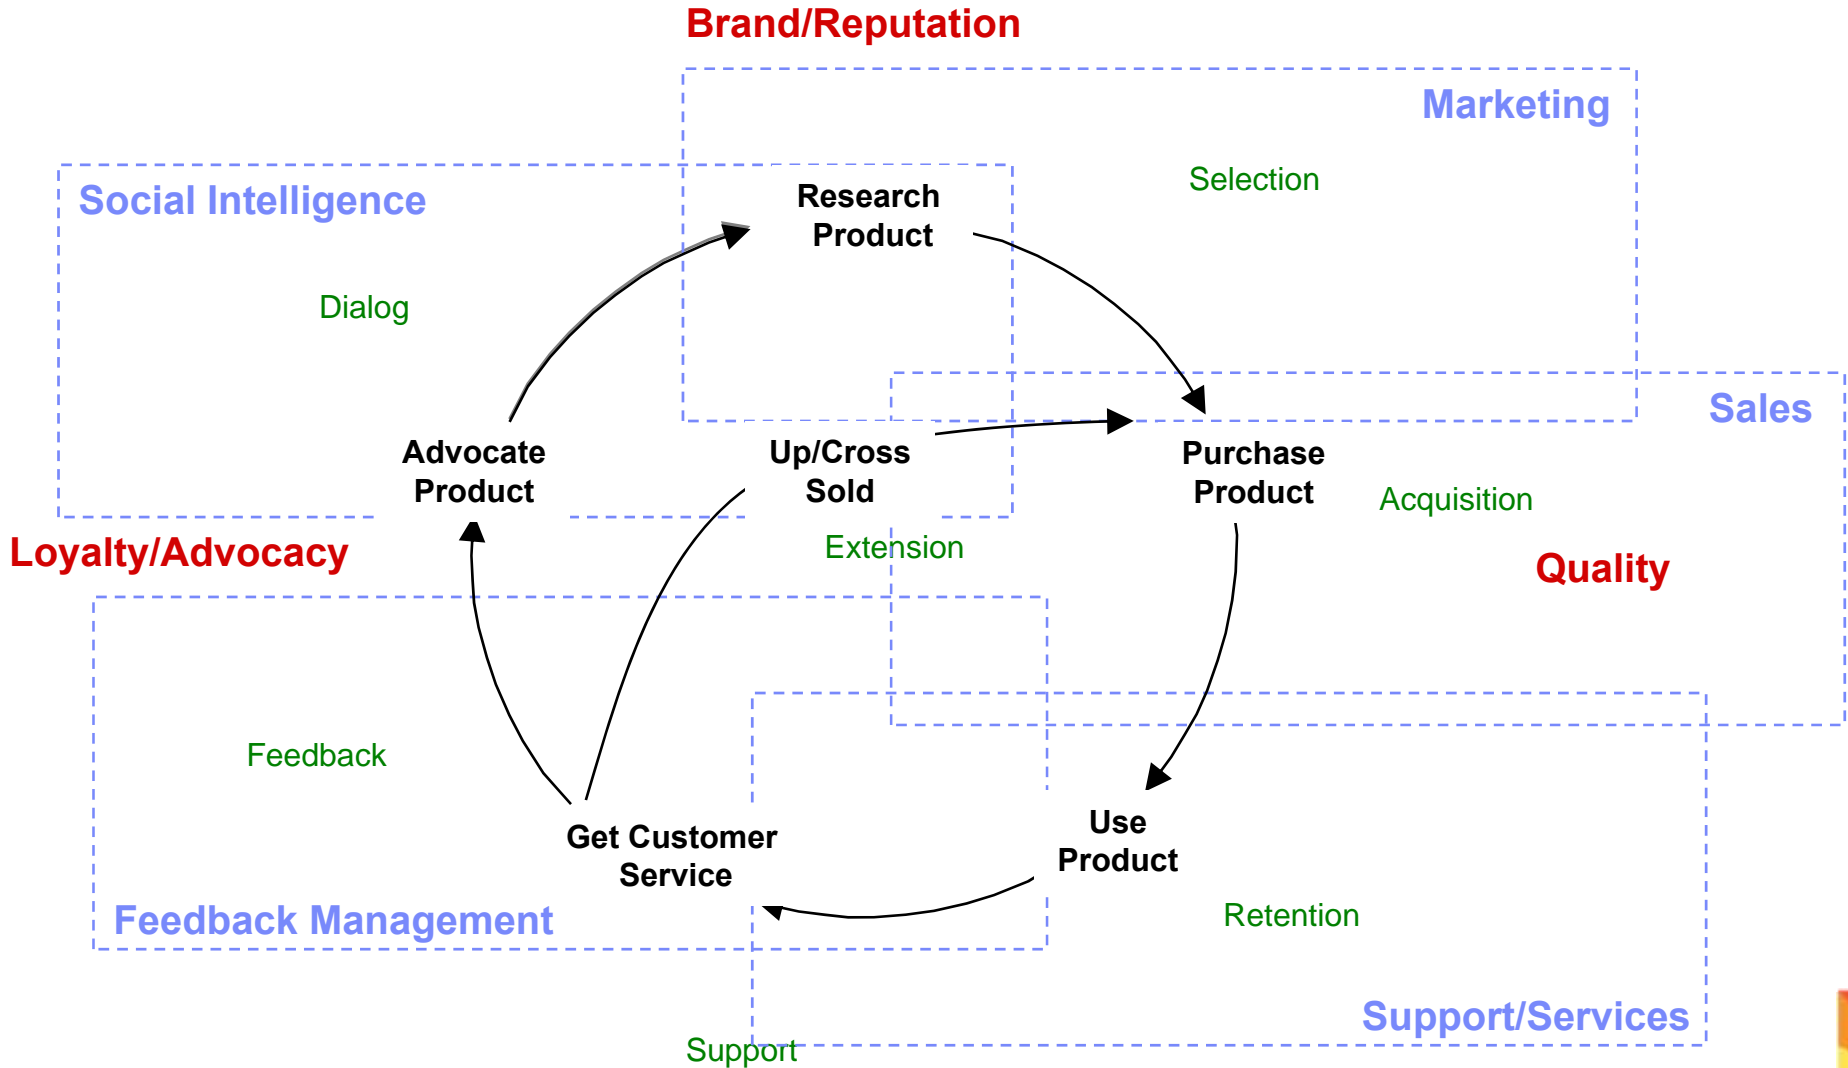 Brand/Reputation
Marketing
Selection
Social Intelligence
Research
Product
Dialog
Sales
Advocate
Product
Up/Cross
Sold
Purchase
Product
Acquisition
Loyalty/Advocacy
Extension
Quality
Feedback
Get Customer
Service
Use
Product
Feedback Management
Retention
Support/Services
Support